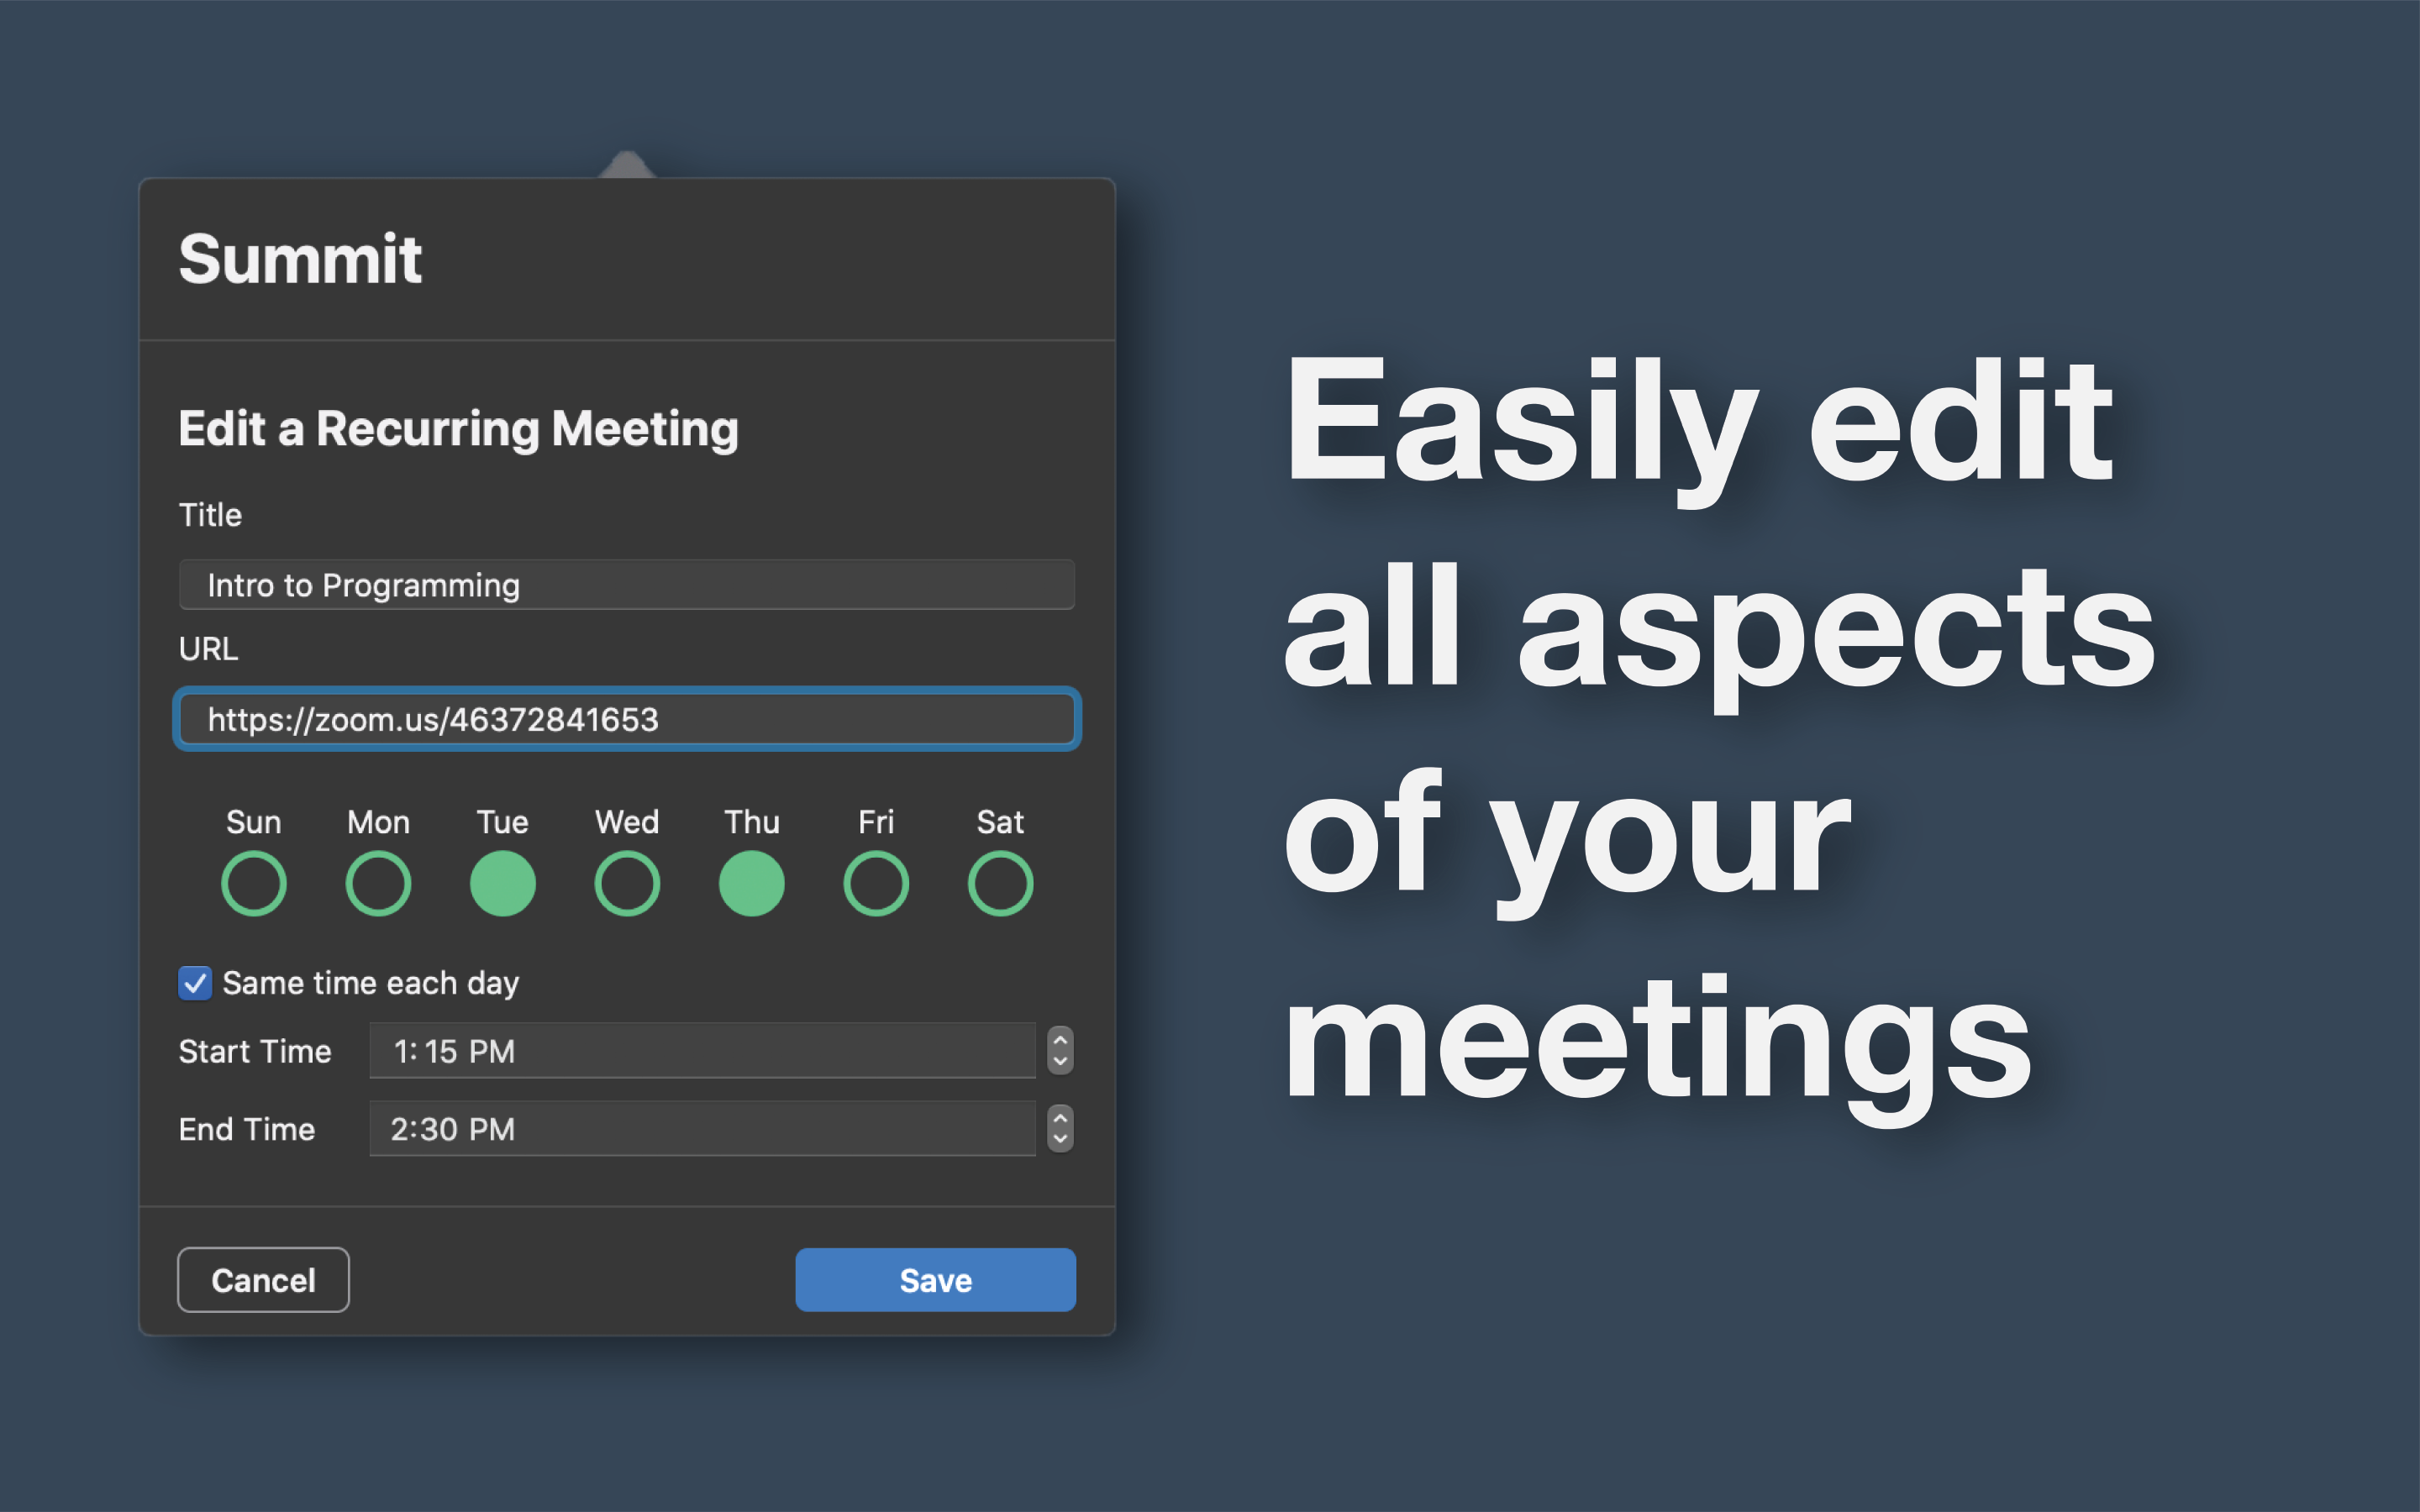 Summit
Edit a Recurring Meeting
Title
Intro to Programming
URL
https://zoom.us/46372841653
Sun Mon Tue Wed Thu Fri Sat
Same time each day
Start Time 1:15 PM
End Time 2:30 PM
Cancel Save
Easily edit
all aspects
of your
meetings